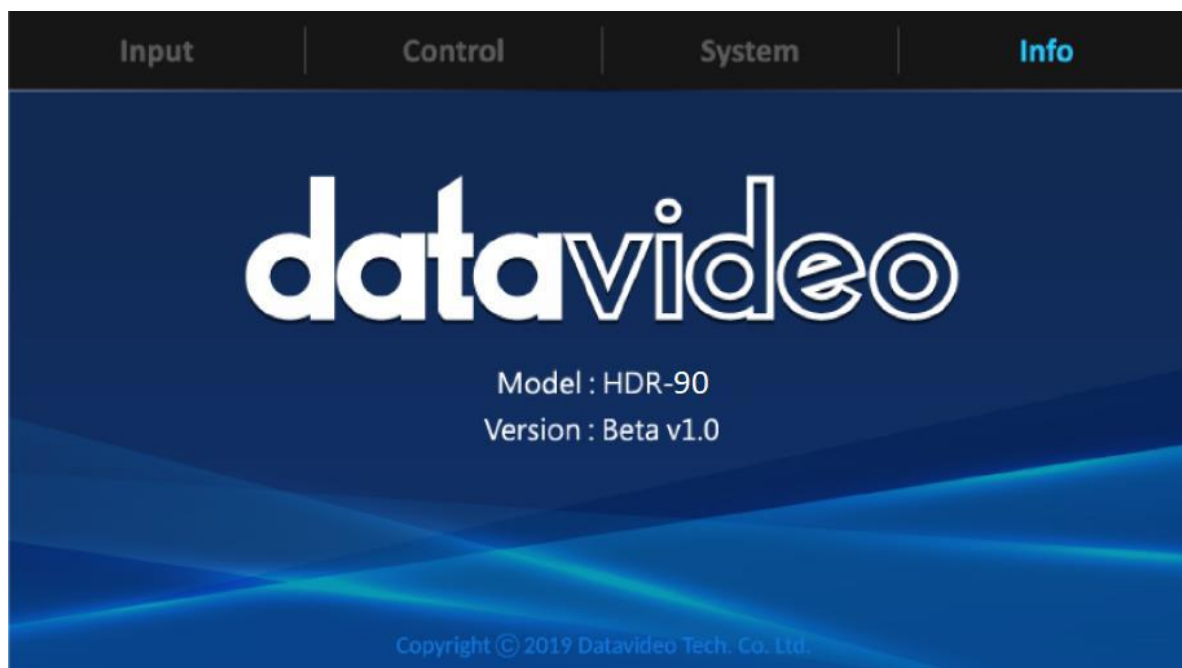 Input Control System Info
datavideo
Model : HDR-90
Version : Beta v1.0
Copyright Ⓒ 2019 Datavideo Tech. Co. Ltd.